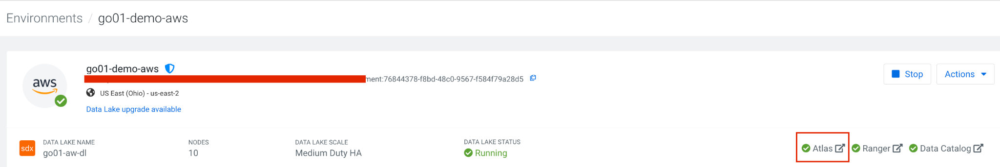 Environments / go01-demo-aws
go01-demo-aws
aws
ment:76844378-f8bd-48c0-9567-f584f79a28d5
US East (Ohio) - us-east-2
Data Lake upgrade available
Stop
Actions
sdx
DATA LAKE NAME
go01-aw-dl
NODES
10
DATA LAKE SCALE
Medium Duty HA
DATA LAKE STATUS
Running
Atlas
Ranger
Data Catalog